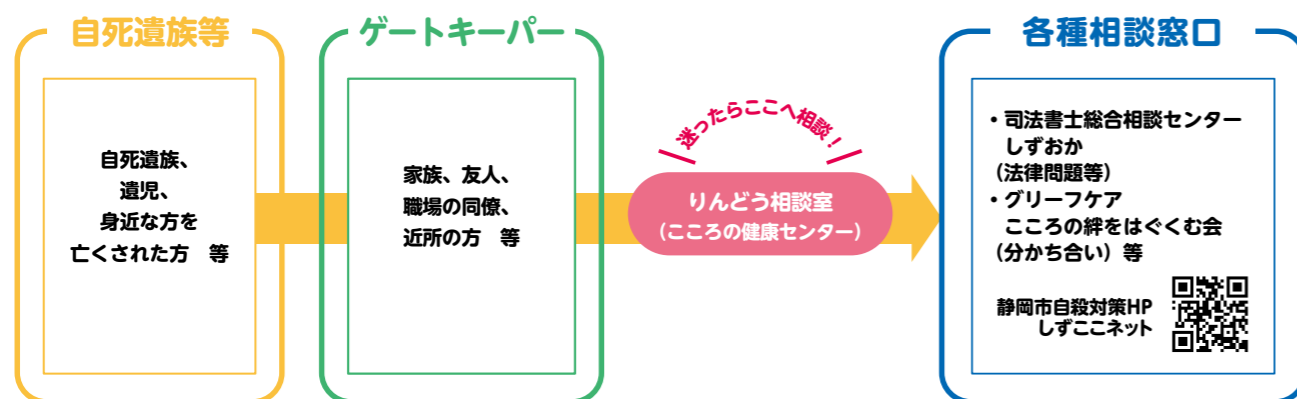 自死遺族等
自死遺族、
遺児、
身近な方を
亡くされた方　等
ゲートキーパー
家族、友人、
職場の同僚、
近所の方　等
迷ったらここへ相談！
りんどう相談室
（こころの健康センター）
各種相談窓口
・司法書士総合相談センター
しずおか
（法律問題等）
・グリーフケア
こころの絆をはぐくむ会
（分かち合い）等
静岡市自殺対策HP
しずここネット